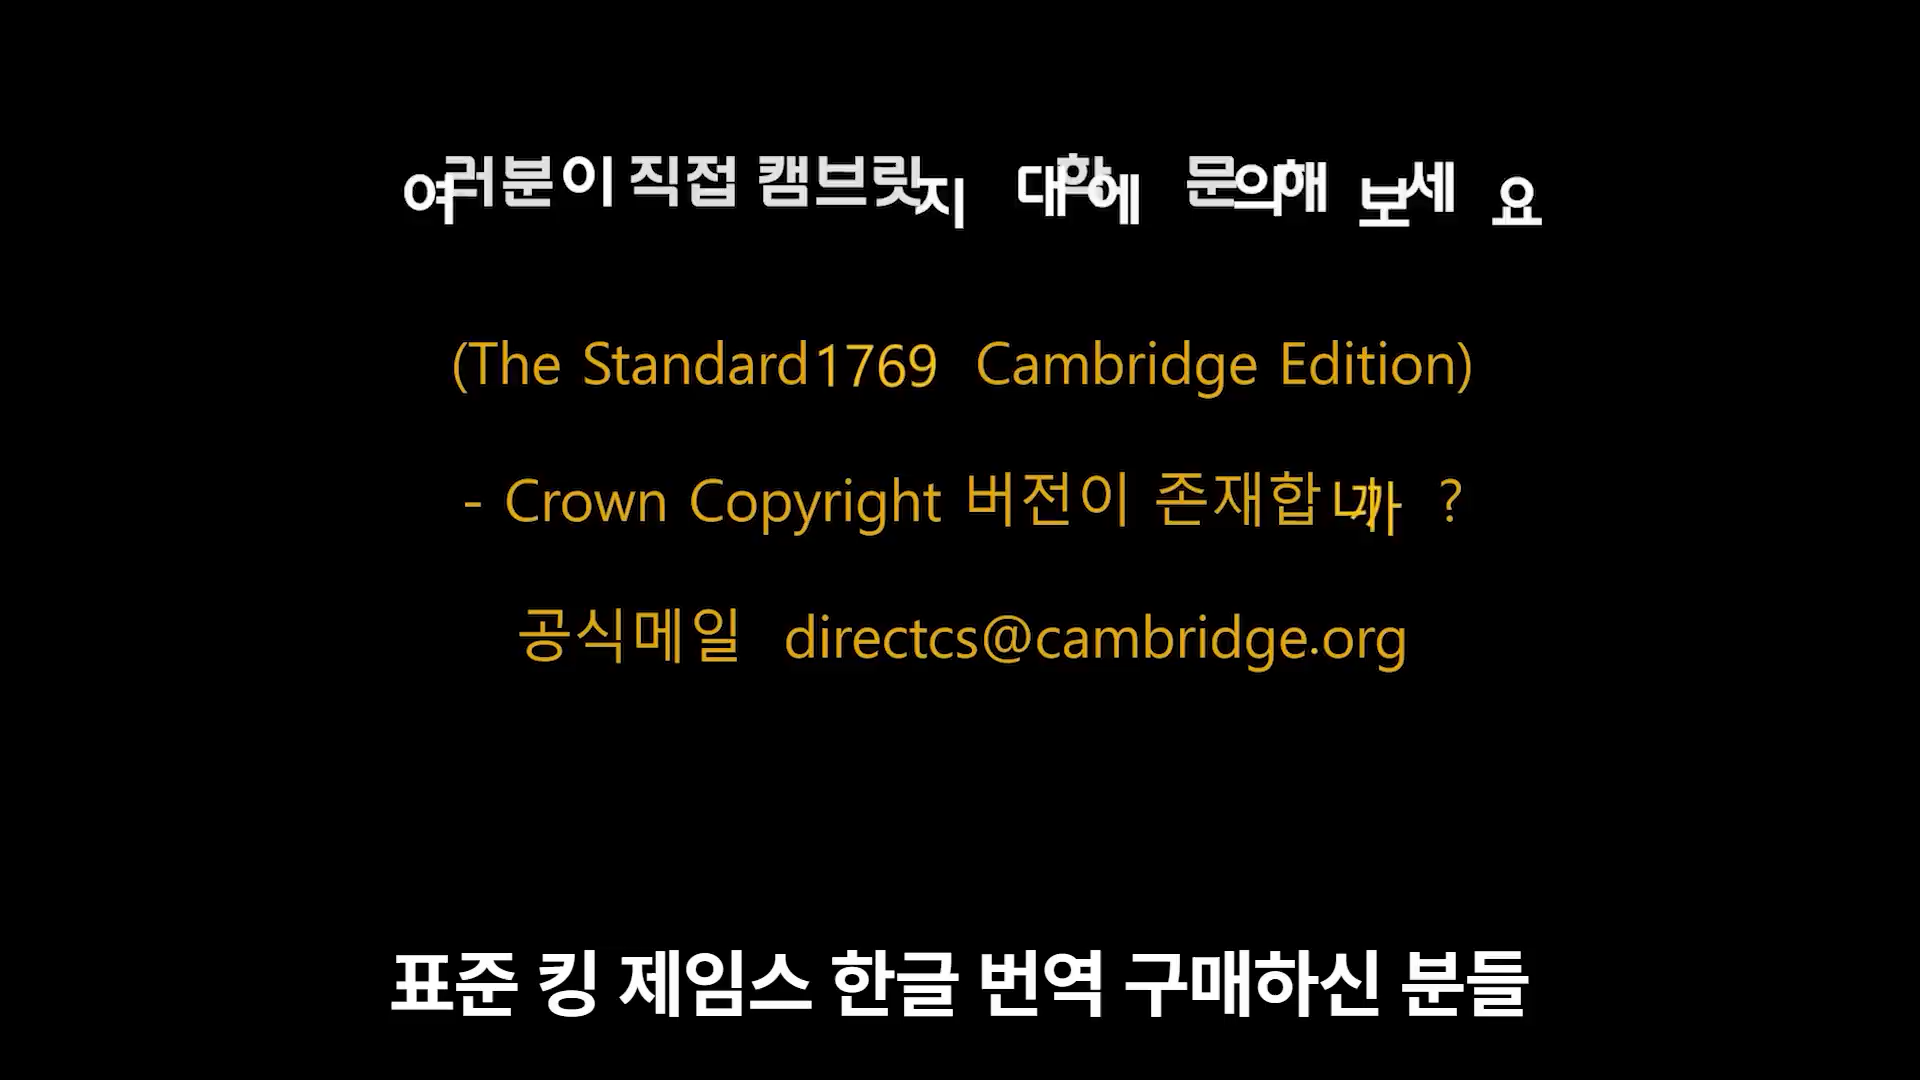 여러분이 직접 캠브릿지 대학에 문의해 보세요
(The Standard 1769 Cambridge Edition)
- Crown Copyright 버전이 존재합니까 ?
공식메일 directcs@cambridge.org
표준 킹 제임스 한글 번역 구매하신 분들